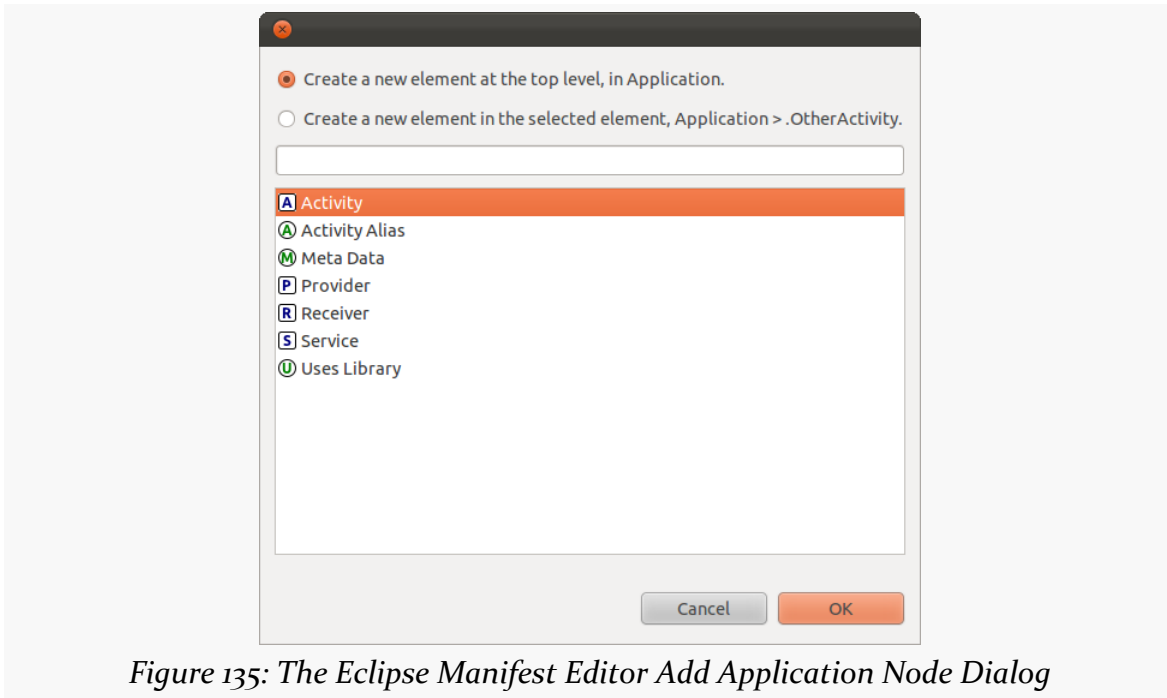 Create a new element at the top level, in Application.
Create a new element in the selected element, Application > .OtherActivity.
A Activity
A Activity Alias
M Meta Data
P Provider
R Receiver
S Service
U Uses Library
Cancel OK
Figure 135: The Eclipse Manifest Editor Add Application Node Dialog